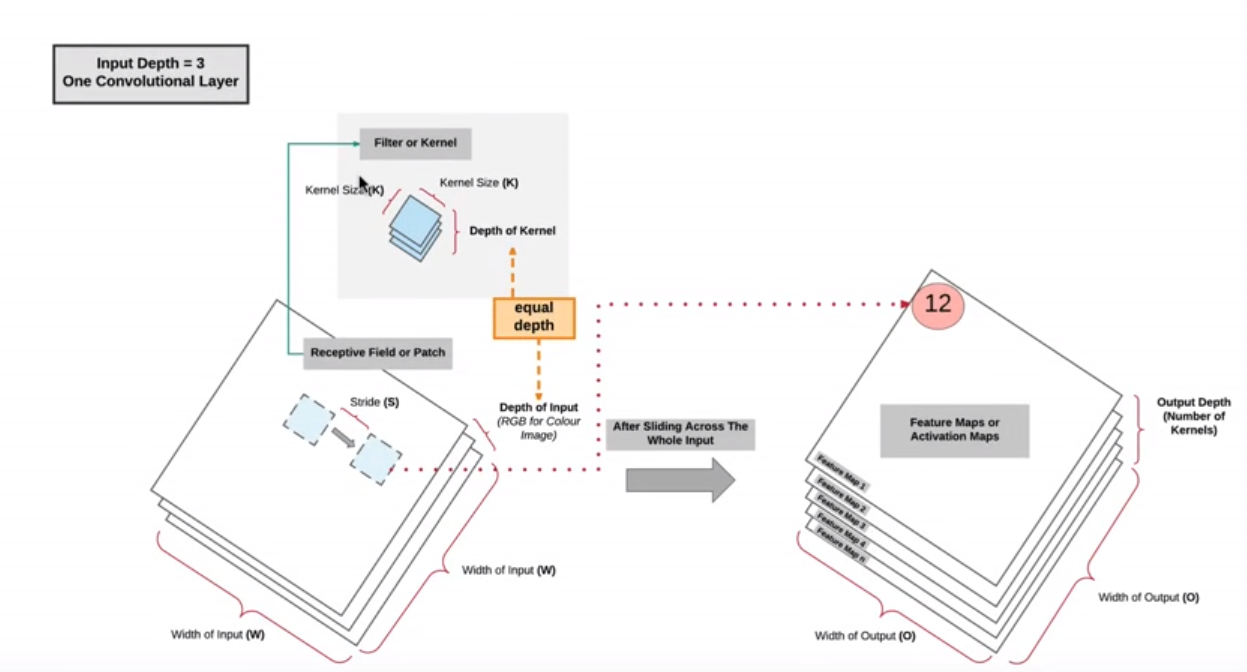 Input Depth = 3
One Convolutional Layer
Filter or Kernel
Kernel Size (K)
Kernel Size (K)
Depth of Kernel
equal
depth
Receptive Field or Patch
Stride (S)
Depth of Input
(RGB for Colour
Image)
After Sliding Across The
Whole Input
12
Feature Maps or
Activation Maps
Output Depth
(Number of
Kernels)
Feature Map 1
Feature Map 2
Feature Map 3
Feature Map 4
Feature Map n
Width of Input (W)
Width of Input (W)
Width of Output (O)
Width of Output (O)